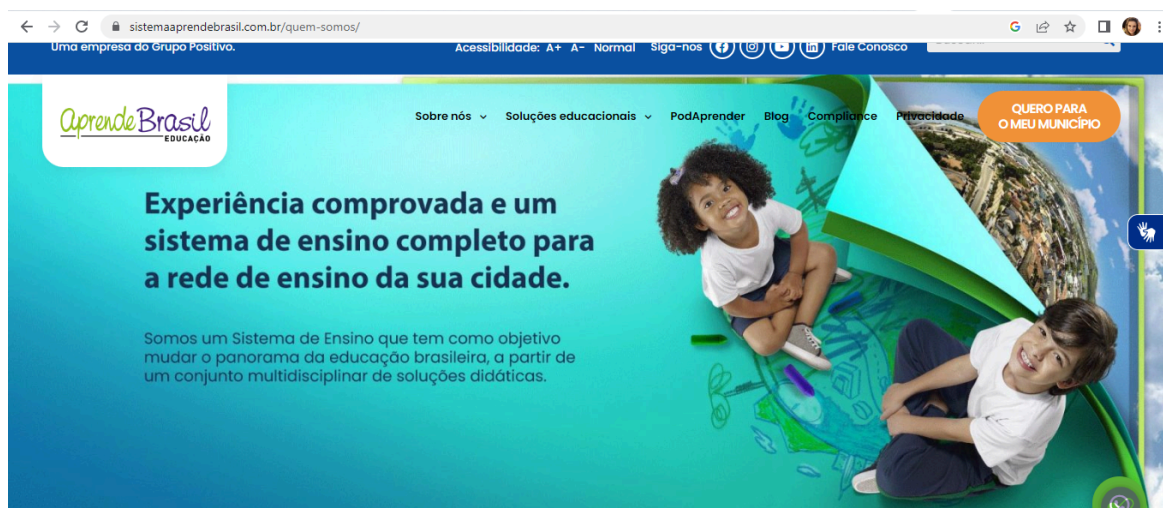 sistemaaprendebrasil.com.br/quem-somos/
Uma empresa do Grupo Positivo.
Acessibilidade: A+ A- Normal Siga-nos Fale Conosco
aprende Brasil
EDUCAÇÃO
Sobre nós Soluções educacionais PodAprender Blog Compliance Privacidade
QUERO PARA
O MEU MUNICÍPIO
Experiência comprovada e um
sistema de ensino completo para
a rede de ensino da sua cidade.
Somos um Sistema de Ensino que tem como objetivo
mudar o panorama da educação brasileira, a partir de
um conjunto multidisciplinar de soluções didáticas.